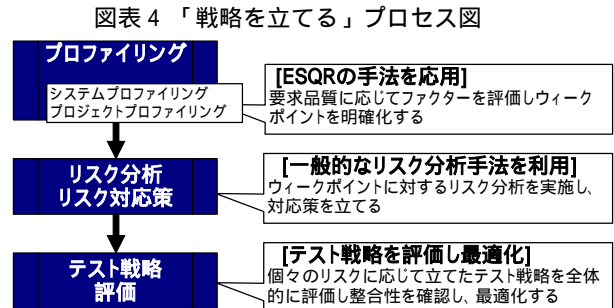 図表4 「戦略を立てる」プロセス図
プロファイリング
システムプロファイリング
プロジェクトプロファイリング
[ESQRの手法を応用]
要求品質に応じてファクターを評価しウィーク
ポイントを明確化する
リスク分析
リスク対応策
[一般的なリスク分析手法を利用]
ウィークポイントに対するリスク分析を実施し、
対応策を立てる
テスト戦略
評価
[テスト戦略を評価し最適化]
個々のリスクに応じて立てたテスト戦略を全体
的に評価し整合性を確認し、最適化する